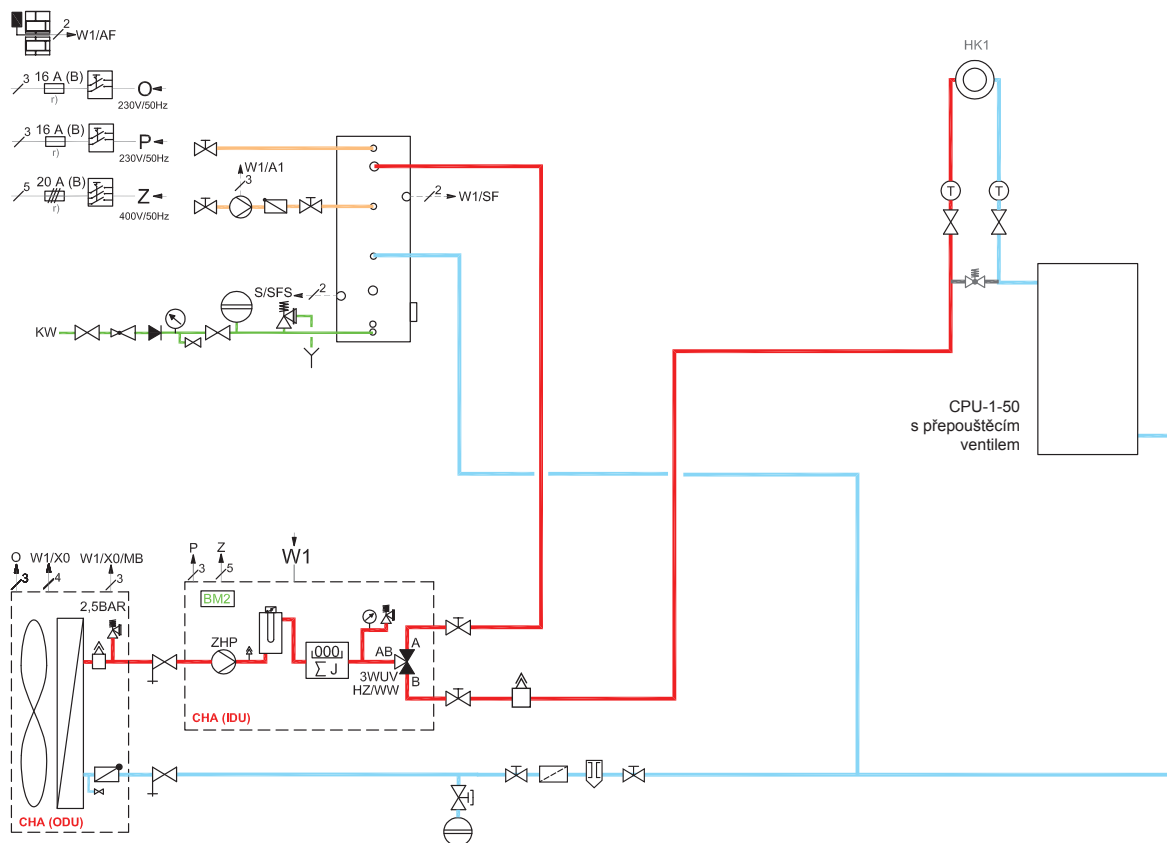 2
W1/AF
3 16 A (B) O
r) 230V/50Hz
3 16 A (B) P
r) 230V/50Hz
5 20 A (B) Z
r) 400V/50Hz
HK1
W1/A1
3
2 W1/SF
T T
S/SFS 2
KW
CPU-1-50
s přepouštěcím
ventilem
O W1/X0 W1/X0/MB
3 4 3
P Z W1
3 5
2,5BAR
BM2
ZHP
000
Σ J
A
AB
B
3WUV
HZ/WW
CHA (IDU)
CHA (ODU)